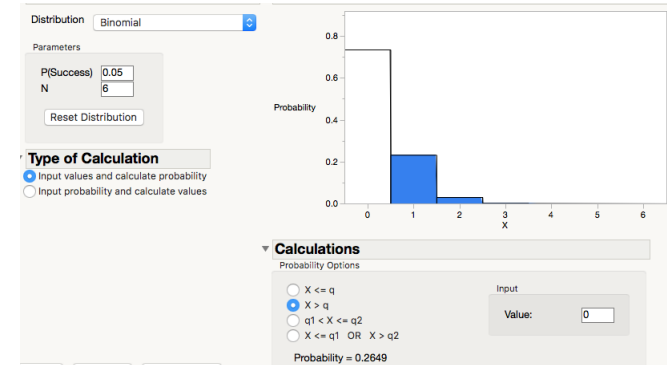 Distribution Binomial
Parameters
P(Success) 0.05
N 6
Reset Distribution
Type of Calculation
Input values and calculate probability
Input probability and calculate values
0.8
0.6
Probability
0.4
0.2
0.0
0 1 2 3 4 5 6
X
Calculations
Probability Options
X <= q
X > q
q1 < X <= q2
X <= q1 OR X > q2
Input
Value: 0
Probability = 0.2649